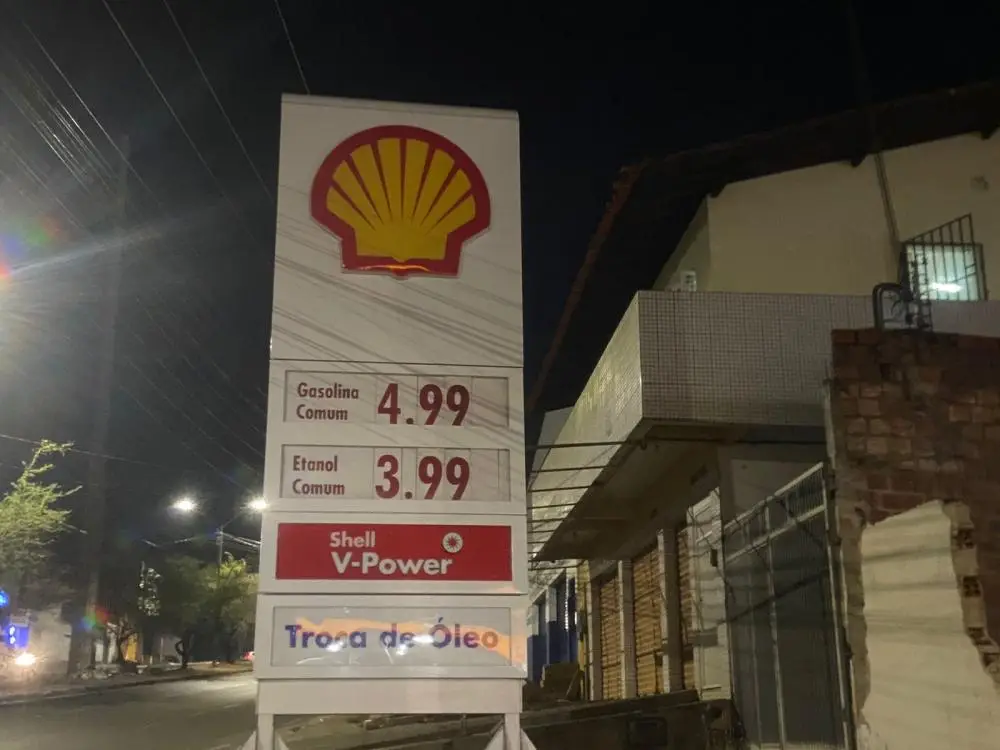 Gasolina
Comum 4.99
Etanol
Comum 3.99
Shell
V-Power
Troca de Óleo